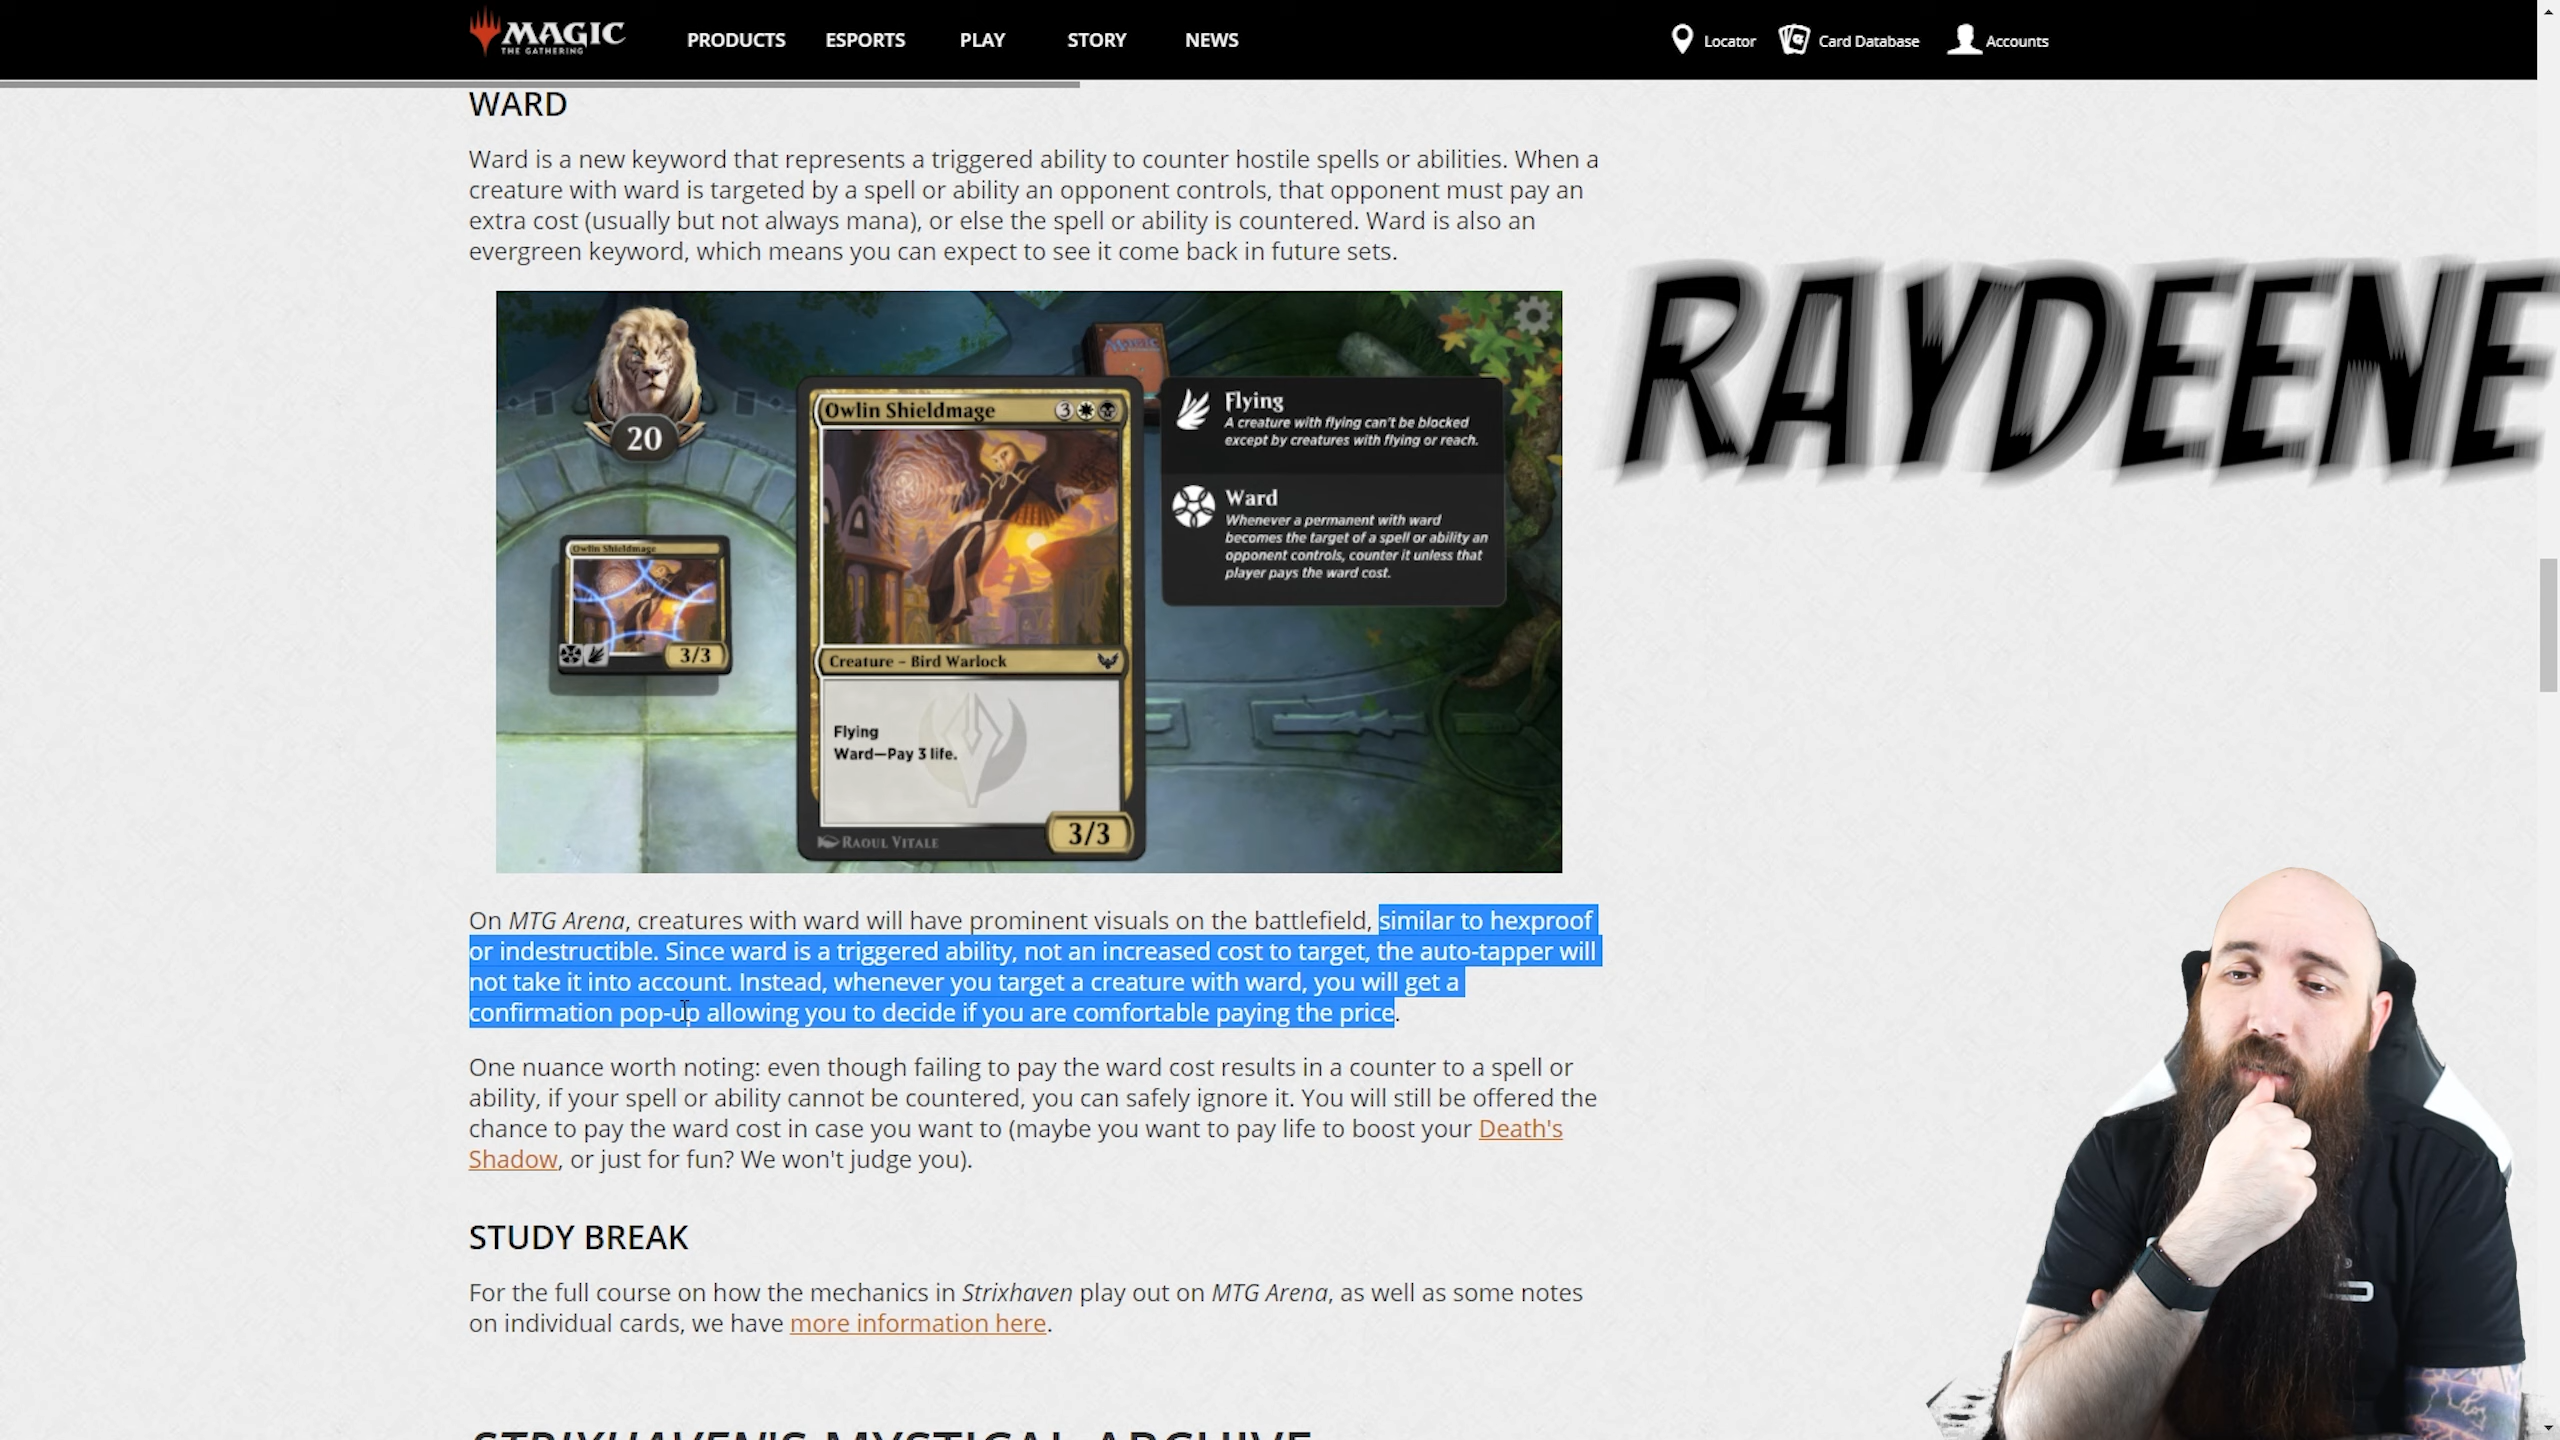 MAGIC
THE GATHERING
PRODUCTS
ESPORTS
PLAY
STORY
NEWS
Locator
Card Database
Accounts
WARD
Ward is a new keyword that represents a triggered ability to counter hostile spells or abilities. When a
creature with ward is targeted by a spell or ability an opponent controls, that opponent must pay an
extra cost (usually but not always mana), or else the spell or ability is countered. Ward is also an
evergreen keyword, which means you can expect to see it come back in future sets.
RAYDEENE
20
Owlin Shieldmage
3/3
MAGIC
Owlin Shieldmage 3
Creature – Bird Warlock
Flying
Ward—Pay 3 life.
RAOUL VITALE
3/3
Flying
A creature with flying can't be blocked
except by creatures with flying or reach.
Ward
Whenever a permanent with ward
becomes the target of a spell or ability an
opponent controls, counter it unless that
player pays the ward cost.
On MTG Arena, creatures with ward will have prominent visuals on the battlefield, similar to hexproof
or indestructible. Since ward is a triggered ability, not an increased cost to target, the auto-tapper will
not take it into account. Instead, whenever you target a creature with ward, you will get a
confirmation pop-up allowing you to decide if you are comfortable paying the price.
One nuance worth noting: even though failing to pay the ward cost results in a counter to a spell or
ability, if your spell or ability cannot be countered, you can safely ignore it. You will still be offered the
chance to pay the ward cost in case you want to (maybe you want to pay life to boost your Death's
Shadow, or just for fun? We won't judge you).
STUDY BREAK
For the full course on how the mechanics in Strixhaven play out on MTG Arena, as well as some notes
on individual cards, we have more information here.
STRIXHAVEN'S MYSTICAL ARCHIVE